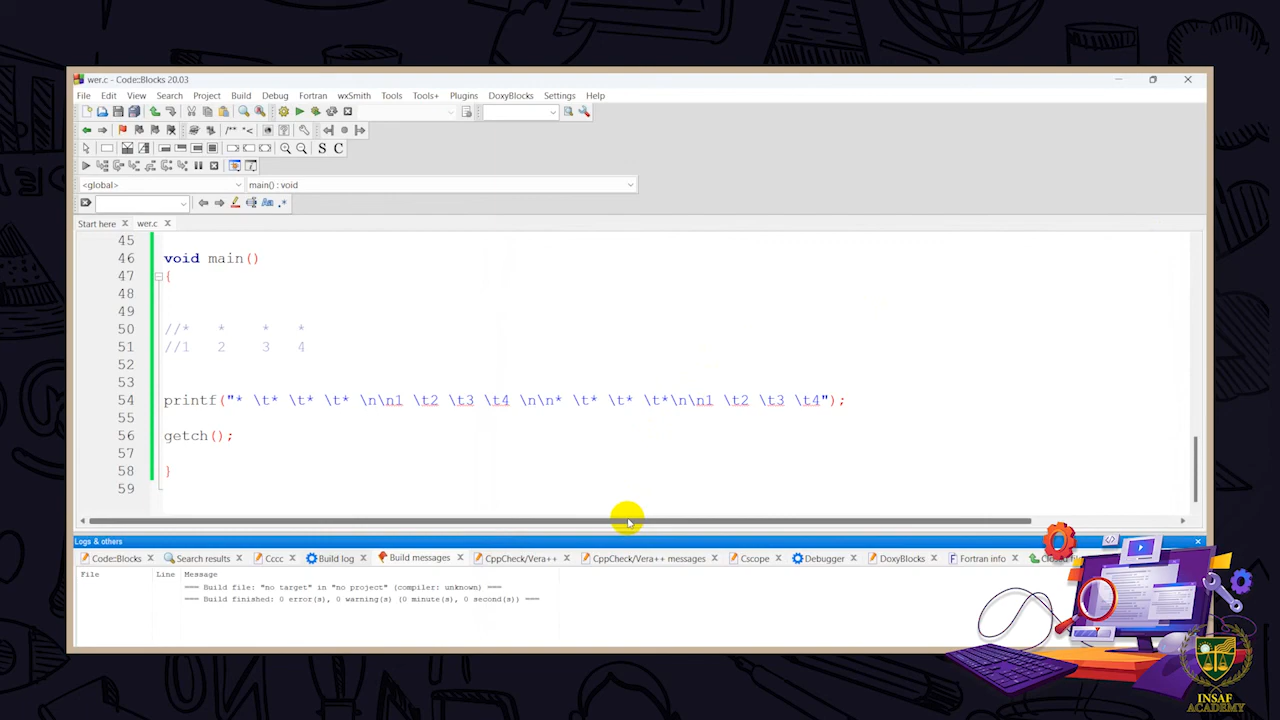 wer.c - Code::Blocks 20.03
File Edit View Search Project Build Debug Fortran wxSmith Tools Tools+ Plugins DoxyBlocks Settings Help
/** *<
S C
<global> main() : void
Aa .*
Start here wer.c
45
46 void main()
47 {
48
49
50 //* * * *
51 //1 2 3 4
52
53
54 printf("* \t* \t* \t* \n\n1 \t2 \t3 \t4 \n\n* \t* \t* \t*\n\n1 \t2 \t3 \t4");
55
56 getch();
57
58 }
59
Logs & others
Code::Blocks Search results Cccc Build log Build messages CppCheck/Vera++ CppCheck/Vera++ messages Cscope Debugger DoxyBlocks Fortran info
File Line Message
=== Build file: "no target" in "no project" (compiler: unknown) ===
=== Build finished: 0 error(s), 0 warning(s) (0 minute(s), 0 second(s)) ===
INSAF
ACADEMY